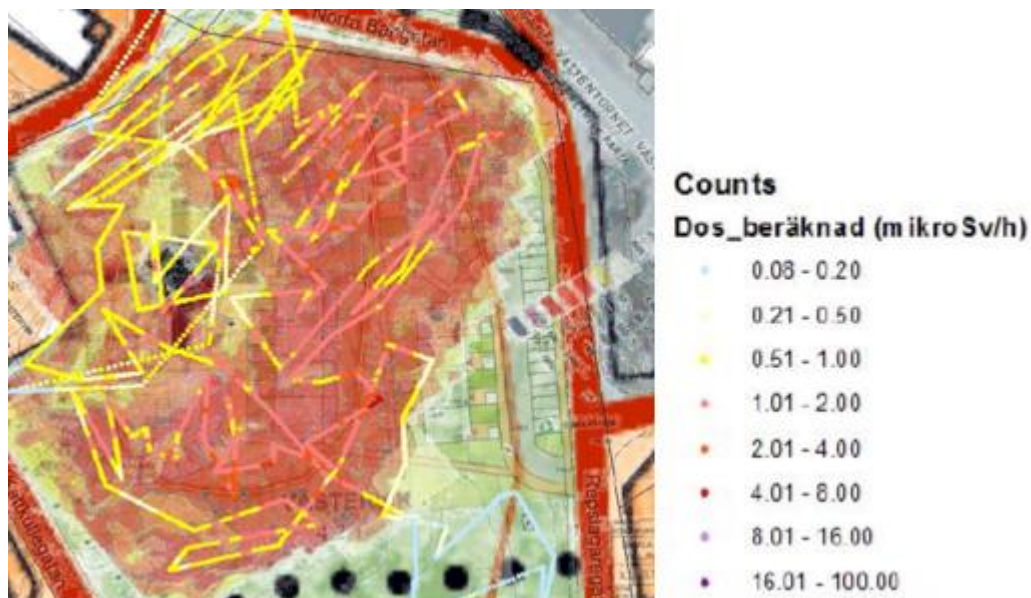 Norra B
Counts
Dos_beräknad (mikroSv/h)
0.08 - 0.20
0.21 - 0.50
0.51 - 1.00
1.01 - 2.00
2.01 - 4.00
4.01 - 8.00
8.01 - 16.00
16.01 - 100.00